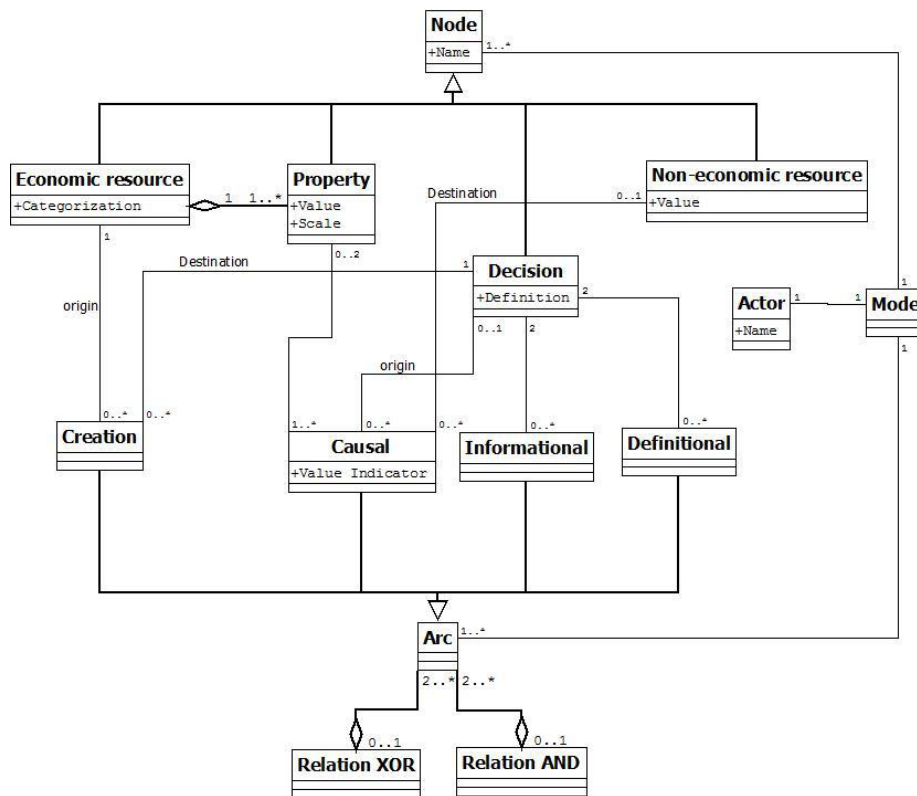 Node
+Name
1..*
Economic resource
+Categorization
1
1..*
Property
+Value
+Scale
Non-economic resource
+Value
Destination
0..1
1
0..2
Destination
1
Decision
+Definition
2
origin
0..1
2
Actor
+Name
1
1
1
Model
1
origin
0..*
0..*
1..*
0..*
0..*
0..*
0..*
Creation
Causal
+Value Indicator
Informational
Definitional
Arc
1..*
2..*
2..*
0..1
0..1
Relation XOR
Relation AND